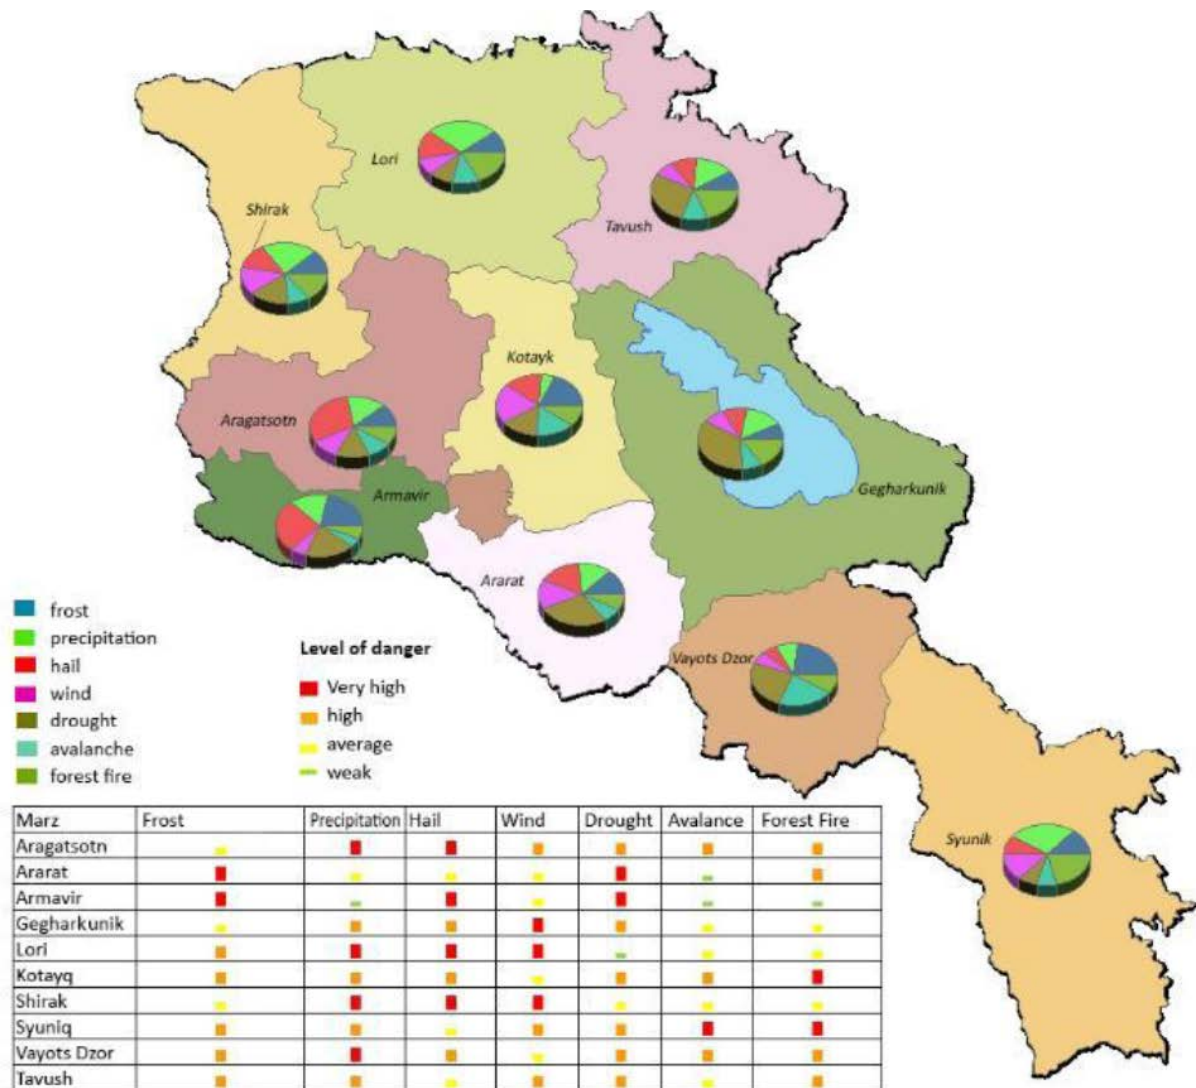 Lori
Tavush
Shirak
Kotayk
Aragatsotn
Armavir
Gegharkunik
Ararat
Vayots Dzor
Syunik
frost
precipitation
hail
wind
drought
avalanche
forest fire
Level of danger
Very high
high
average
weak
Marz Frost Precipitation Hail Wind Drought Avalance Forest Fire
Aragatsotn
Ararat
Armavir
Gegharkunik
Lori
Kotayq
Shirak
Syuniq
Vayots Dzor
Tavush